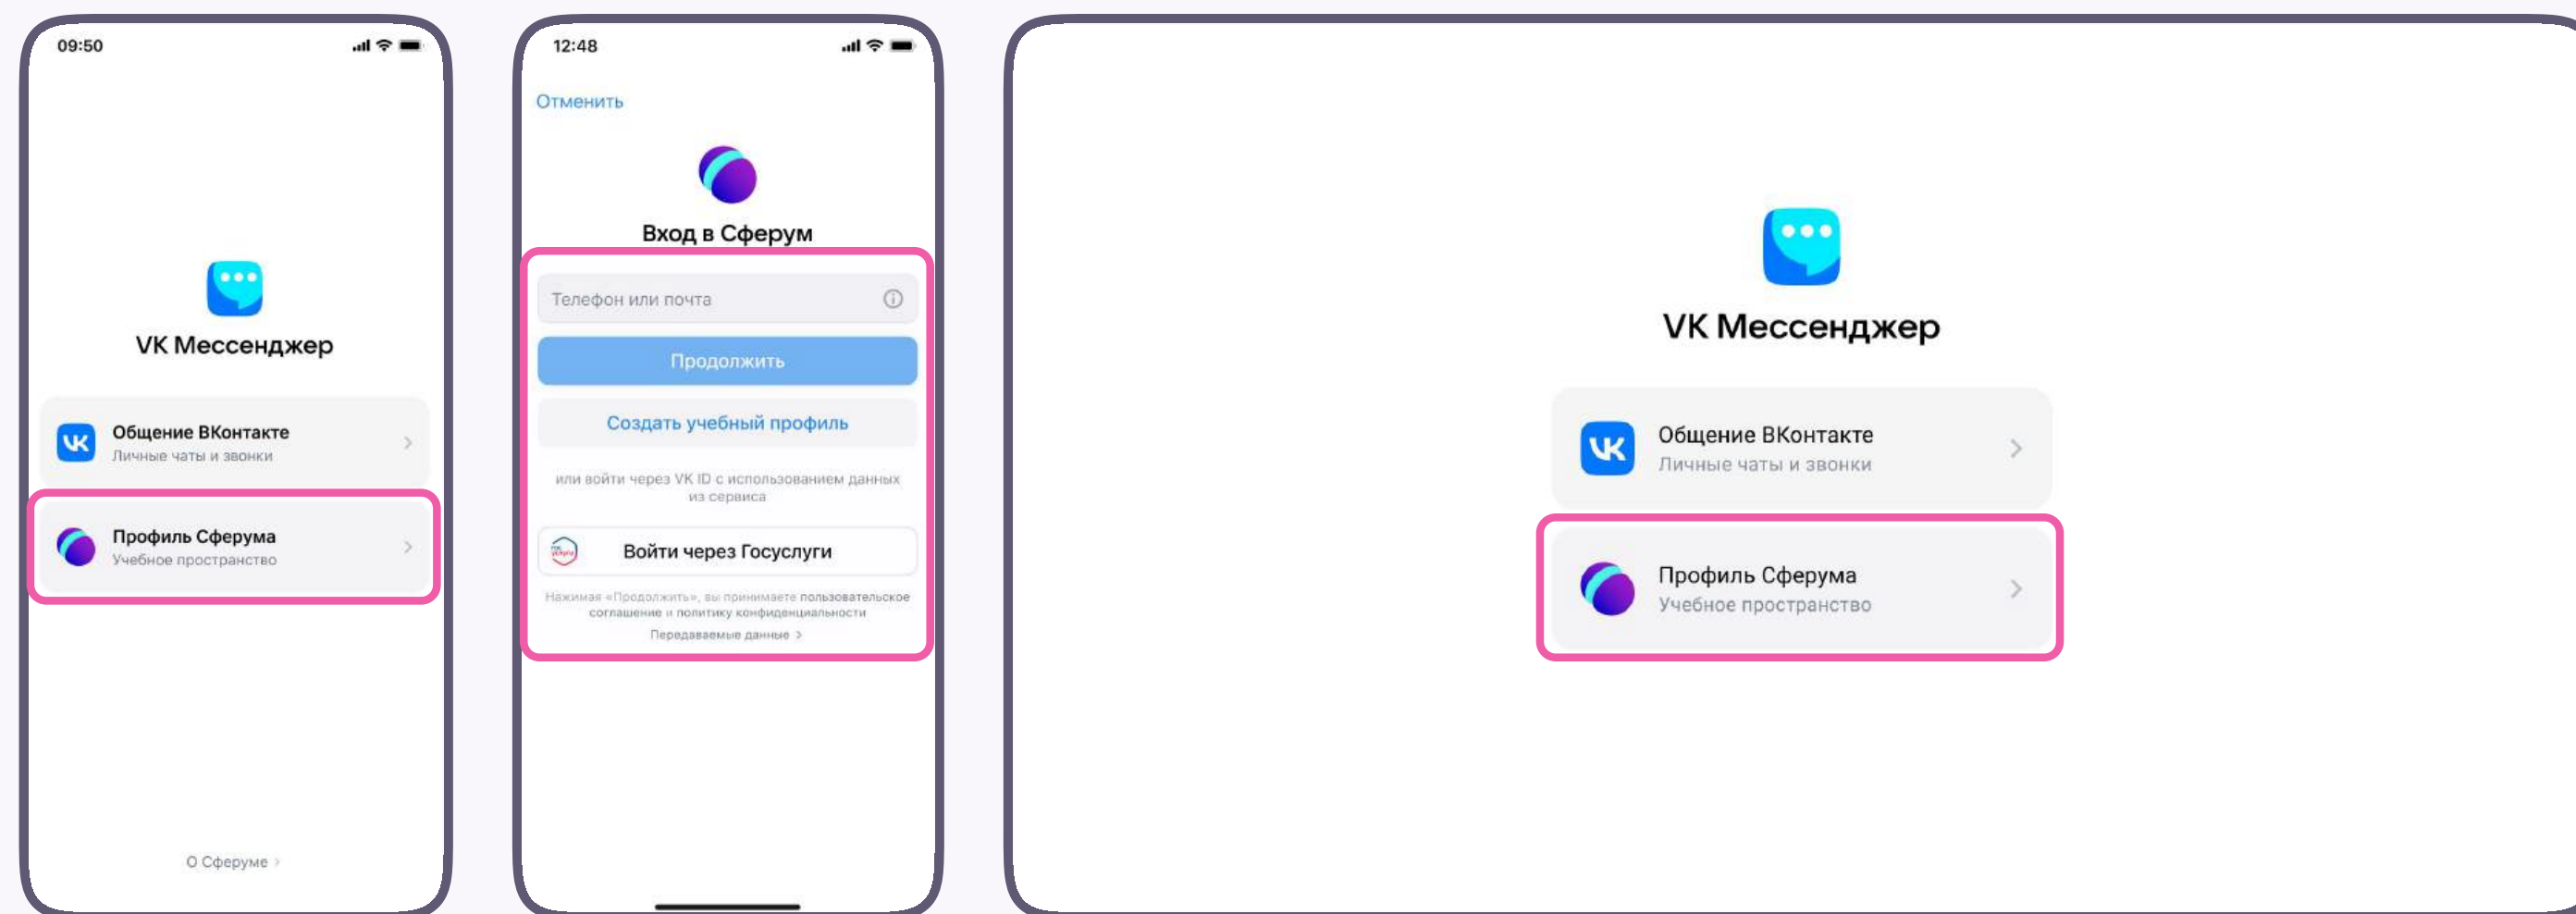 09:50
VK Мессенджер
Общение ВКонтакте
Личные чаты и звонки
Профиль Сферума
Учебное пространство
О Сферуме
12:48
Отменить
Вход в Сферум
Телефон или почта
Продолжить
Создать учебный профиль
или войти через VK ID с использованием данных
из сервиса
Войти через Госуслуги
Нажимая «Продолжить», вы принимаете пользовательское
соглашение и политику конфиденциальности
Передаваемые данные
VK Мессенджер
Общение ВКонтакте
Личные чаты и звонки
Профиль Сферума
Учебное пространство